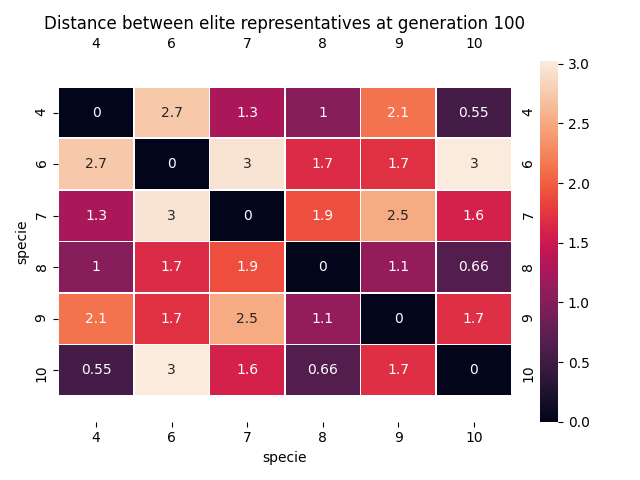 Distance between elite representatives at generation 100
4 6 7 8 9 10
4 0 2.7 1.3 1 2.1 0.55 4
6 2.7 0 3 1.7 1.7 3 6
7 1.3 3 0 1.9 2.5 1.6 7
8 1 1.7 1.9 0 1.1 0.66 8
9 2.1 1.7 2.5 1.1 0 1.7 9
10 0.55 3 1.6 0.66 1.7 0 10
4 6 7 8 9 10
specie
specie
3.0
2.5
2.0
1.5
1.0
0.5
0.0